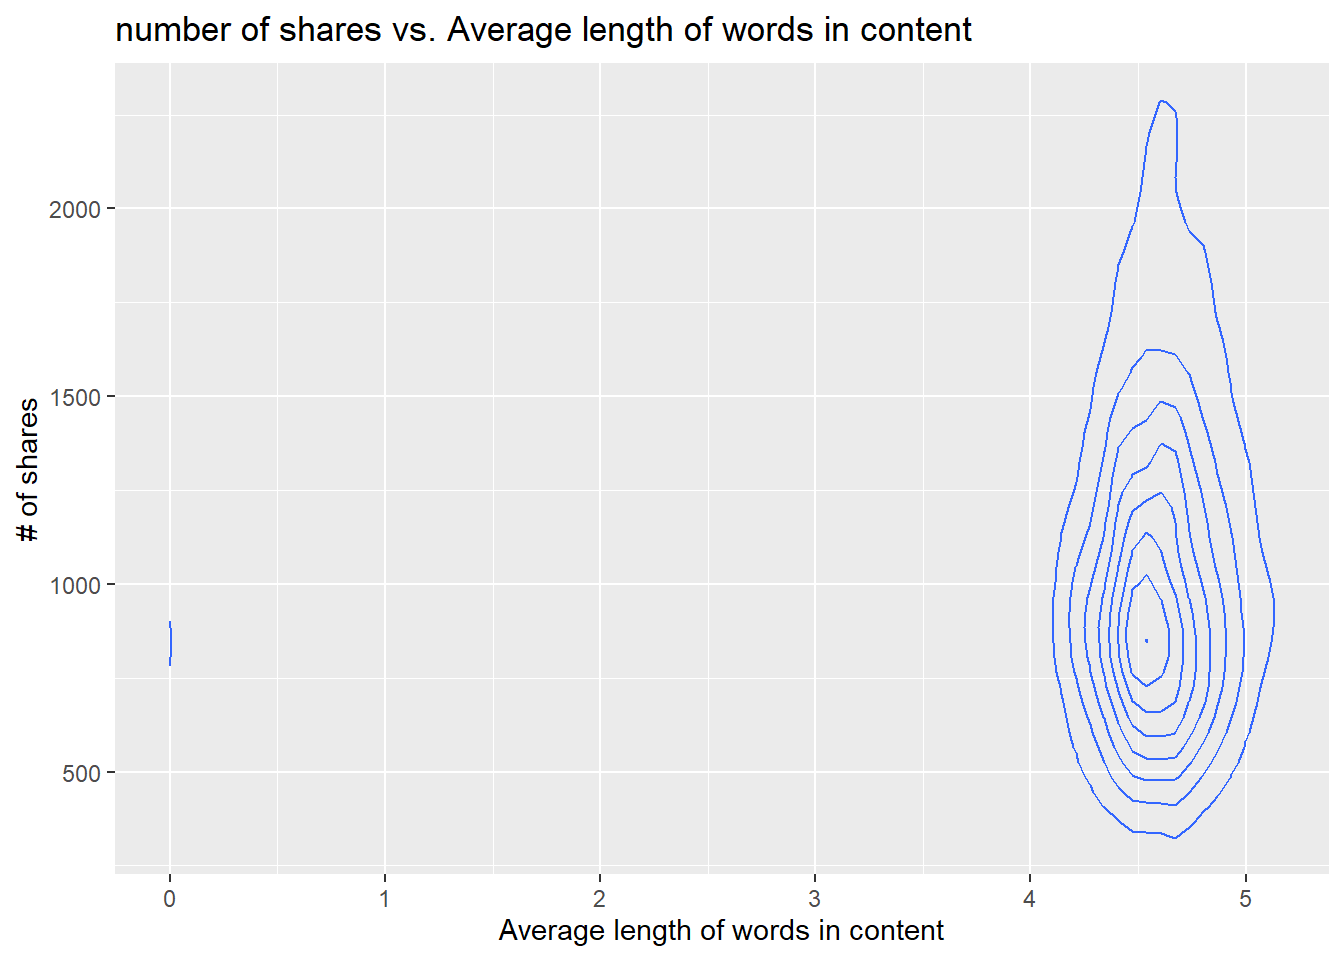 number of shares vs. Average length of words in content
# of shares
2000
1500
1000
500
0 1 2 3 4 5
Average length of words in content